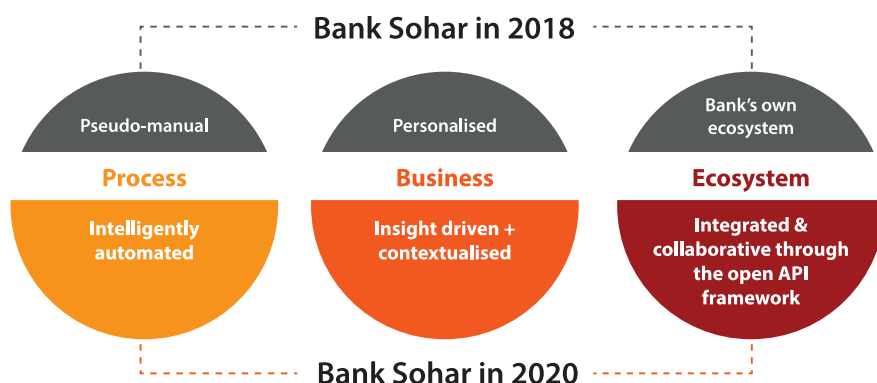 Bank Sohar in 2018
Pseudo-manual
Personalised
Bank's own
ecosystem
Process
Business
Ecosystem
Intelligently
automated
Insight driven +
contextualised
Integrated &
collaborative through
the open API
framework
Bank Sohar in 2020